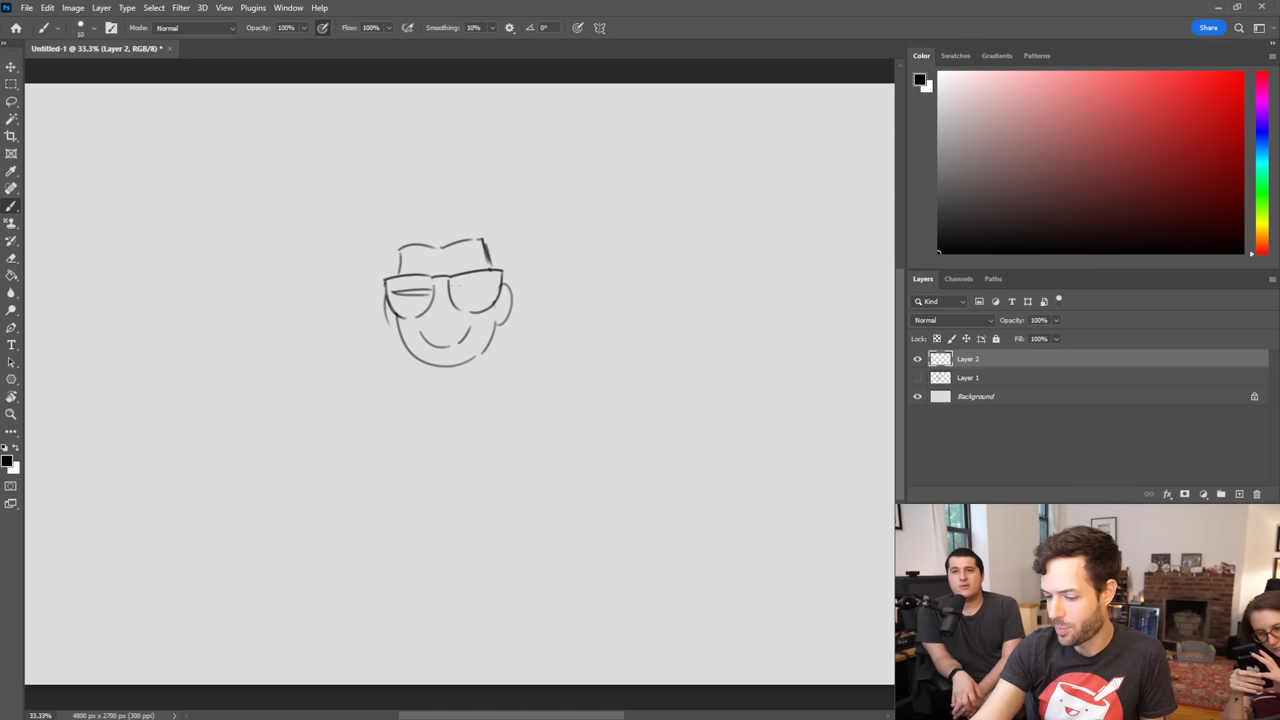 Ps File Edit Image Layer Type Select Filter 3D View Plugins Window Help
10 Mode: Normal Opacity: 100% Flow: 100% Smoothing: 10% 0° Share
Untitled-1 @ 33.3% (Layer 2, RGB/8) *
Color Swatches Gradients Patterns
Layers Channels Paths
Kind
Normal Opacity: 100%
Lock: Fill: 100%
Layer 2
Layer 1
Background
33.33% 4800 px x 2700 px (300 ppi)